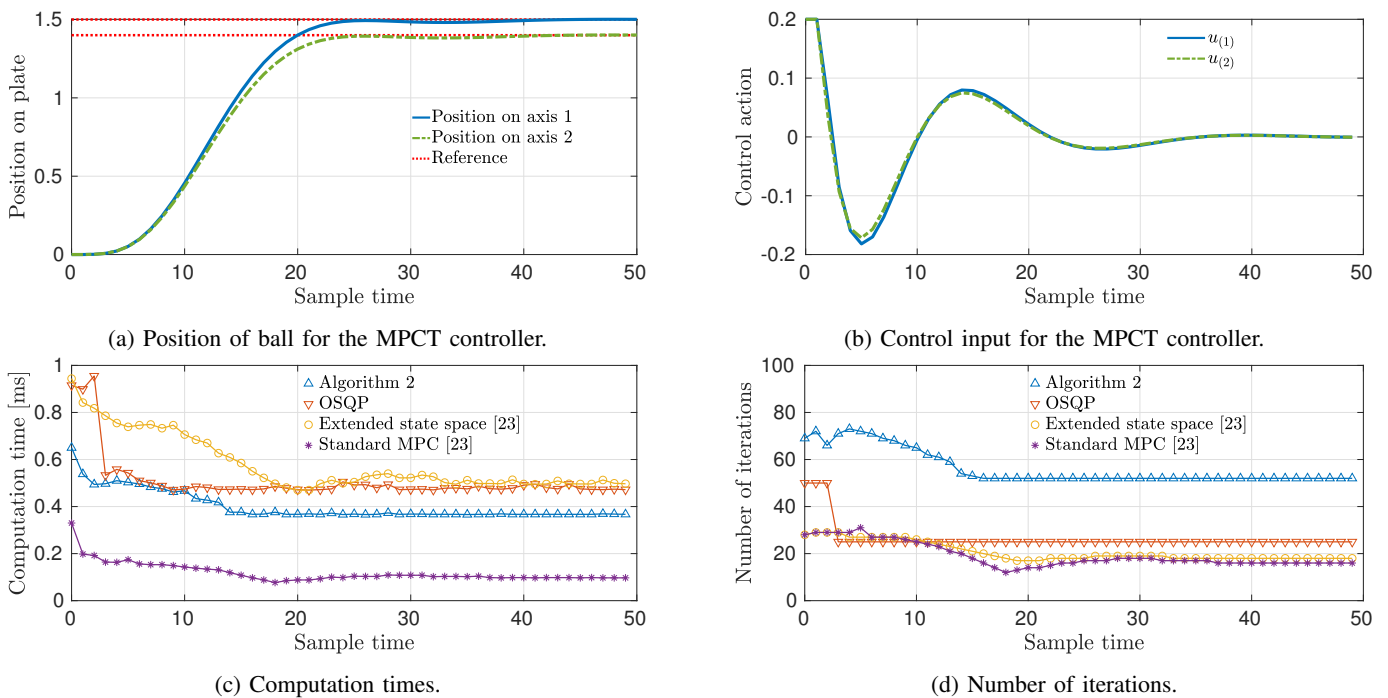 1.5
1
0.5
0
Position on plate
Position on axis 1
Position on axis 2
Reference
0 10 20 30 40 50
Sample time
(a) Position of ball for the MPCT controller.
0.2
0.1
0
-0.1
-0.2
Control action
u(1)
u(2)
0 10 20 30 40 50
Sample time
(b) Control input for the MPCT controller.
1
0.8
0.6
0.4
0.2
0
Computation time [ms]
Algorithm 2
OSQP
Extended state space [23]
Standard MPC [23]
0 10 20 30 40 50
Sample time
(c) Computation times.
100
80
60
40
20
0
Number of iterations
Algorithm 2
OSQP
Extended state space [23]
Standard MPC [23]
0 10 20 30 40 50
Sample time
(d) Number of iterations.